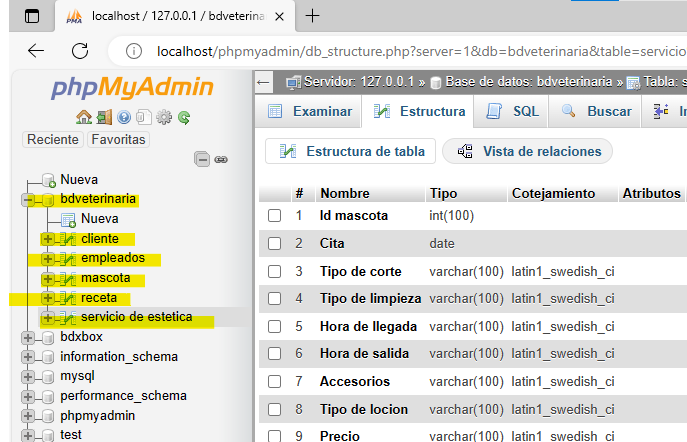 localhost / 127.0.0.1 / bdveterina
localhost/phpmyadmin/db_structure.php?server=1&db=bdveterinaria&table=servicio
phpMyAdmin
Reciente Favoritas
Nueva
bdveterinaria
Nueva
cliente
empleados
mascota
receta
servicio de estetica
bdxbox
information_schema
mysql
performance_schema
phpmyadmin
test
Servidor: 127.0.0.1 » Base de datos: bdveterinaria » Tabla: s
Examinar Estructura SQL Buscar In
Estructura de tabla Vista de relaciones
# Nombre Tipo Cotejamiento Atributos
1 Id mascota int(100)
2 Cita date
3 Tipo de corte varchar(100) latin1_swedish_ci
4 Tipo de limpieza varchar(100) latin1_swedish_ci
5 Hora de llegada varchar(100) latin1_swedish_ci
6 Hora de salida varchar(100) latin1_swedish_ci
7 Accesorios varchar(100) latin1_swedish_ci
8 Tipo de locion varchar(100) latin1_swedish_ci
9 Precio varchar(100) latin1_swedish_ci